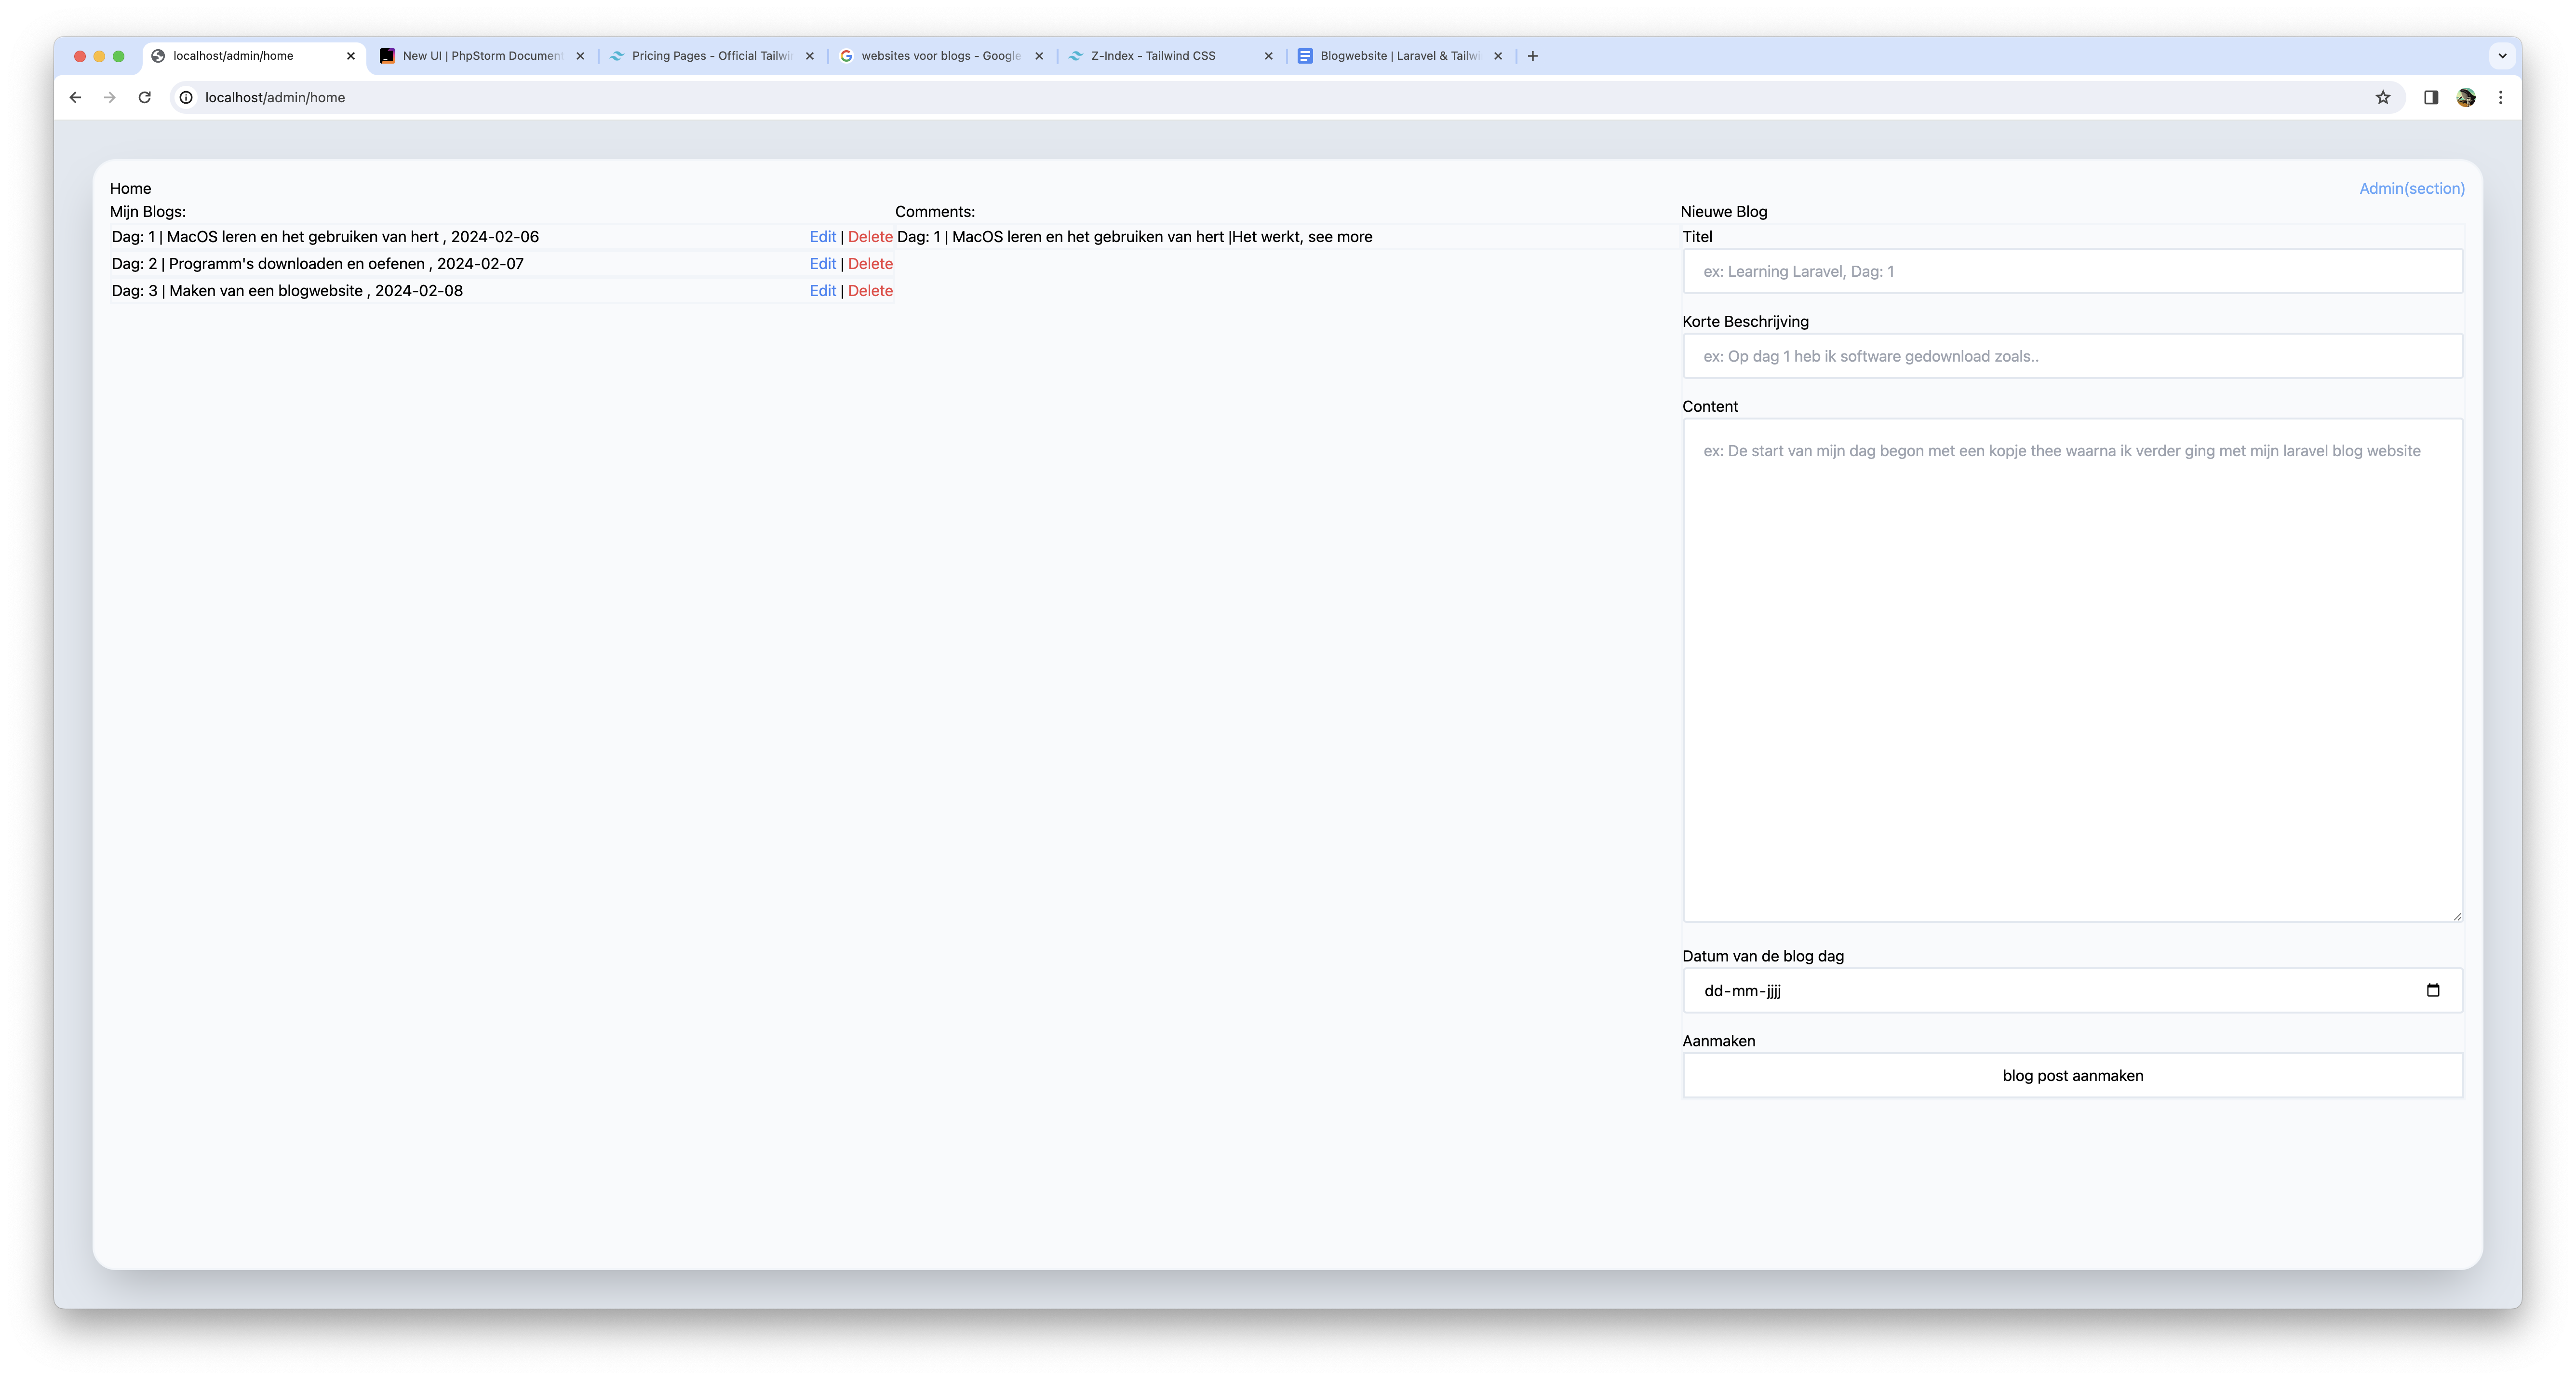 localhost/admin/home
New UI | PhpStorm Document
Pricing Pages - Official Tailwi
websites voor blogs - Google
Z-Index - Tailwind CSS
Blogwebsite | Laravel & Tailwi
localhost/admin/home
Home
Admin(section)
Mijn Blogs:
Dag: 1 | MacOS leren en het gebruiken van hert , 2024-02-06 Edit | Delete
Dag: 2 | Programm's downloaden en oefenen , 2024-02-07 Edit | Delete
Dag: 3 | Maken van een blogwebsite , 2024-02-08 Edit | Delete
Comments:
Dag: 1 | MacOS leren en het gebruiken van hert |Het werkt, see more
Nieuwe Blog
Titel
ex: Learning Laravel, Dag: 1
Korte Beschrijving
ex: Op dag 1 heb ik software gedownload zoals..
Content
ex: De start van mijn dag begon met een kopje thee waarna ik verder ging met mijn laravel blog website
Datum van de blog dag
dd-mm-jjjj
Aanmaken
blog post aanmaken